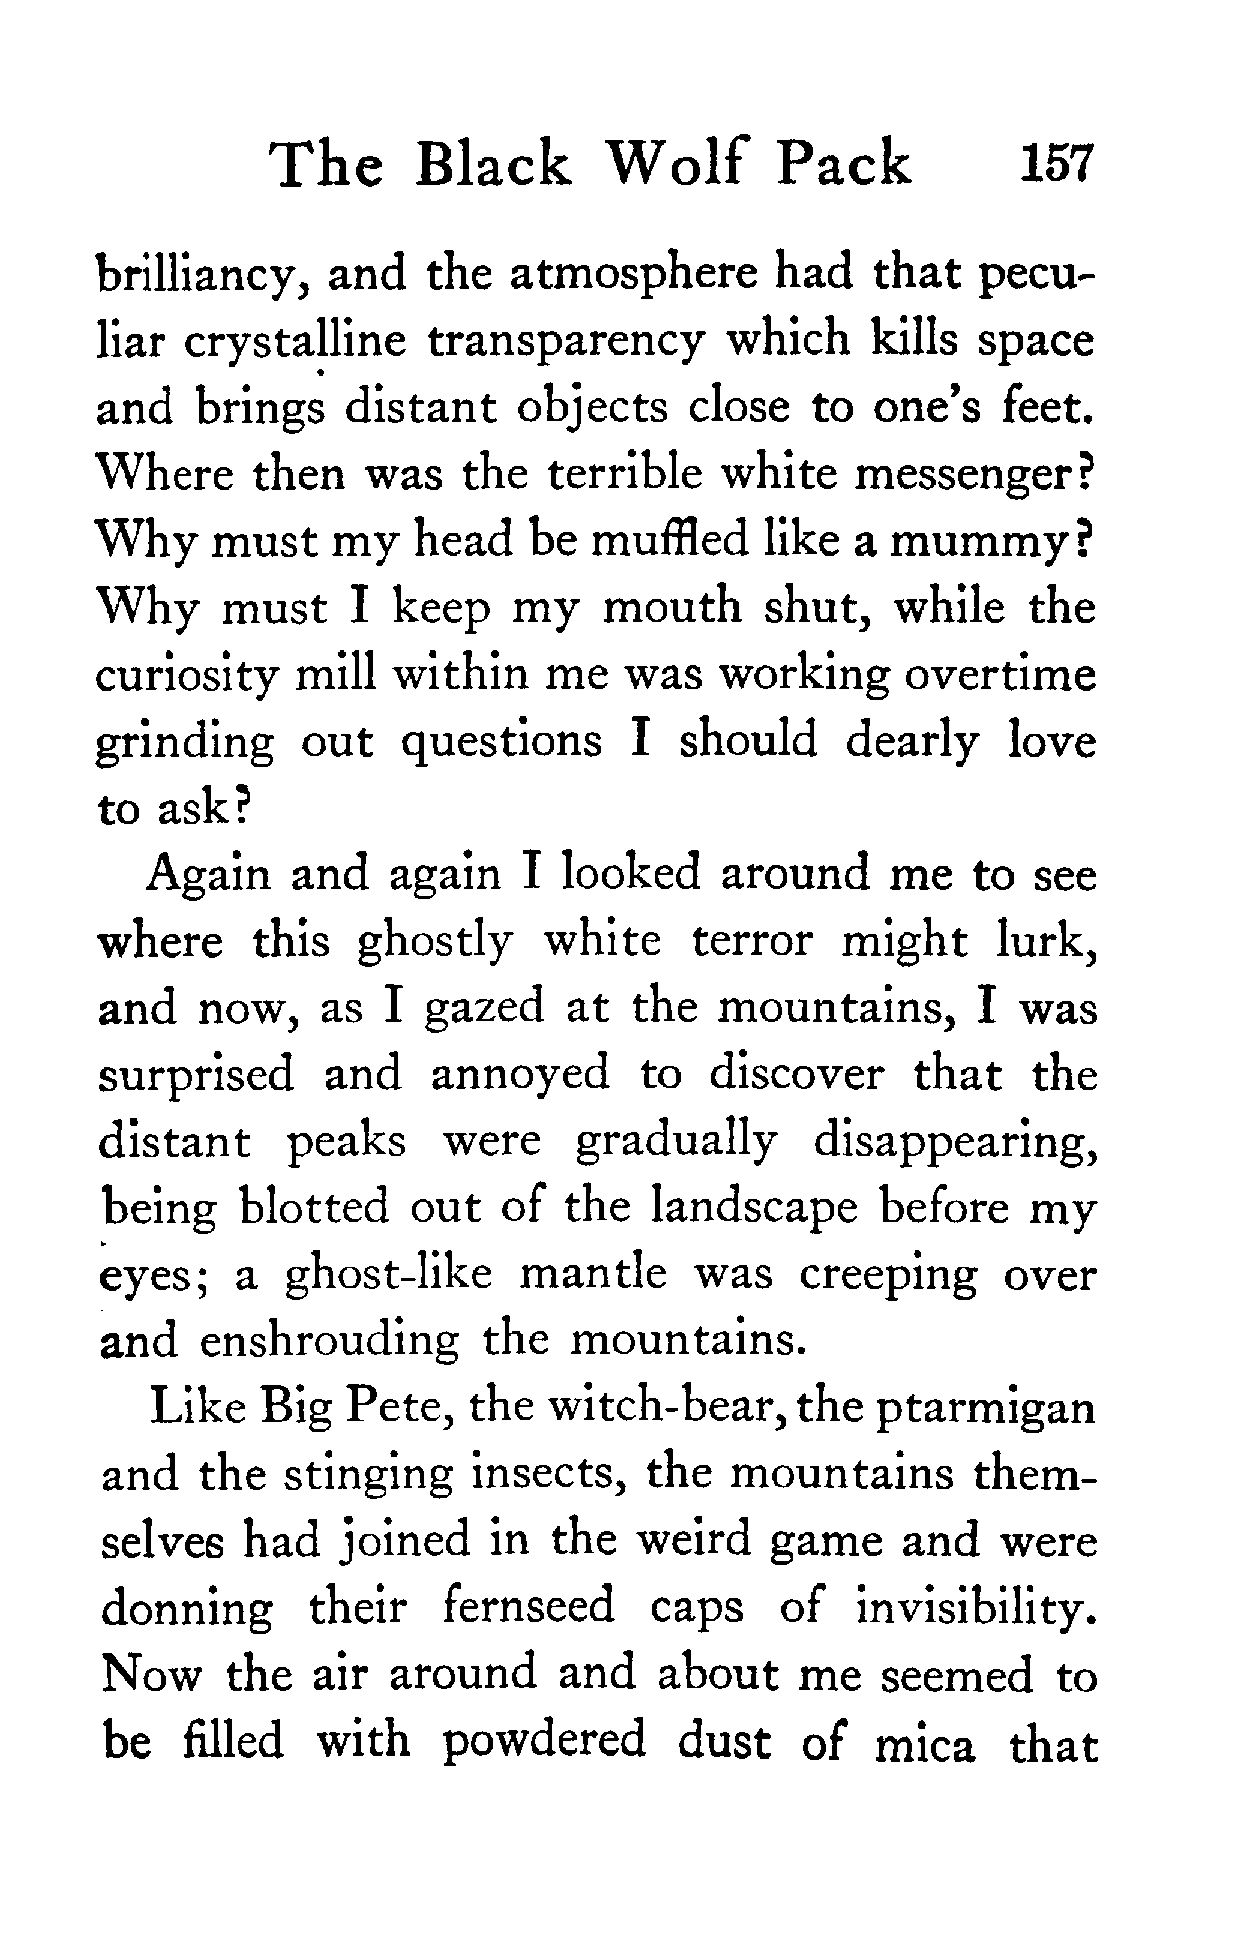 The Black Wolf Pack 157
brilliancy, and the atmosphere had that pecu-
liar crystalline transparency which kills space
and brings distant objects close to one's feet.
Where then was the terrible white messenger?
Why must my head be muffled like a mummy?
Why must I keep my mouth shut, while the
curiosity mill within me was working overtime
grinding out questions I should dearly love
to ask?
Again and again I looked around me to see
where this ghostly white terror might lurk,
and now, as I gazed at the mountains, I was
surprised and annoyed to discover that the
distant peaks were gradually disappearing,
being blotted out of the landscape before my
eyes; a ghost-like mantle was creeping over
and enshrouding the mountains.
Like Big Pete, the witch-bear, the ptarmigan
and the stinging insects, the mountains them-
selves had joined in the weird game and were
donning their fernseed caps of invisibility.
Now the air around and about me seemed to
be filled with powdered dust of mica that